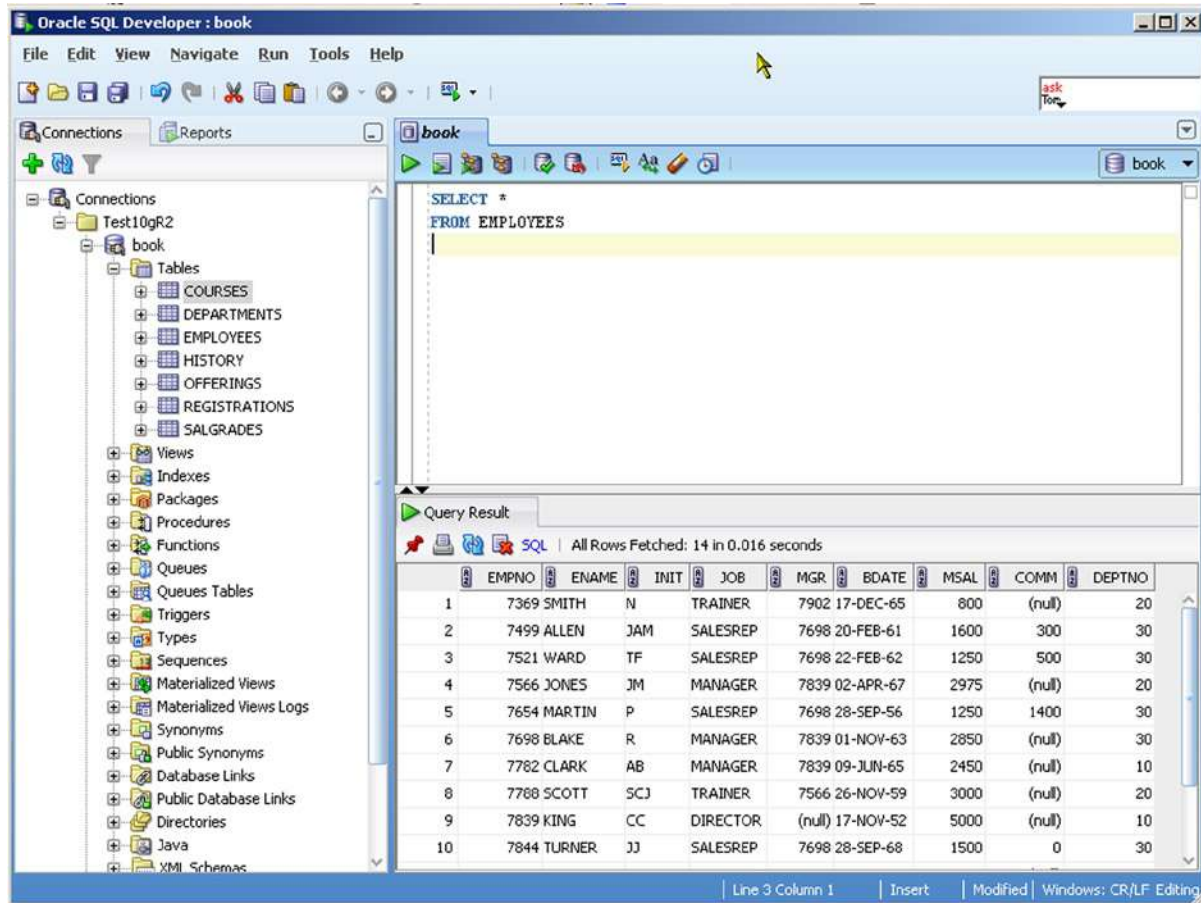 Oracle SQL Developer : book
File Edit View Navigate Run Tools Help
ask
Tom
Connections Reports
book
book
Connections
Test10gR2
book
Tables
COURSES
DEPARTMENTS
EMPLOYEES
HISTORY
OFFERINGS
REGISTRATIONS
SALGRADES
Views
Indexes
Packages
Procedures
Functions
Queues
Queues Tables
Triggers
Types
Sequences
Materialized Views
Materialized Views Logs
Synonyms
Public Synonyms
Database Links
Public Database Links
Directories
Java
XML Schemas
SELECT *
FROM EMPLOYEES
Query Result
SQL | All Rows Fetched: 14 in 0.016 seconds
EMPNO ENAME INIT JOB MGR BDATE MSAL COMM DEPTNO
1 7369 SMITH N TRAINER 7902 17-DEC-65 800 (null) 20
2 7499 ALLEN JAM SALESREP 7698 20-FEB-61 1600 300 30
3 7521 WARD TF SALESREP 7698 22-FEB-62 1250 500 30
4 7566 JONES JM MANAGER 7839 02-APR-67 2975 (null) 20
5 7654 MARTIN P SALESREP 7698 28-SEP-56 1250 1400 30
6 7698 BLAKE R MANAGER 7839 01-NOV-63 2850 (null) 30
7 7782 CLARK AB MANAGER 7839 09-JUN-65 2450 (null) 10
8 7788 SCOTT SCJ TRAINER 7566 26-NOV-59 3000 (null) 20
9 7839 KING CC DIRECTOR (null) 17-NOV-52 5000 (null) 10
10 7844 TURNER JJ SALESREP 7698 28-SEP-68 1500 0 30
Line 3 Column 1 | Insert | Modified | Windows: CR/LF Editing